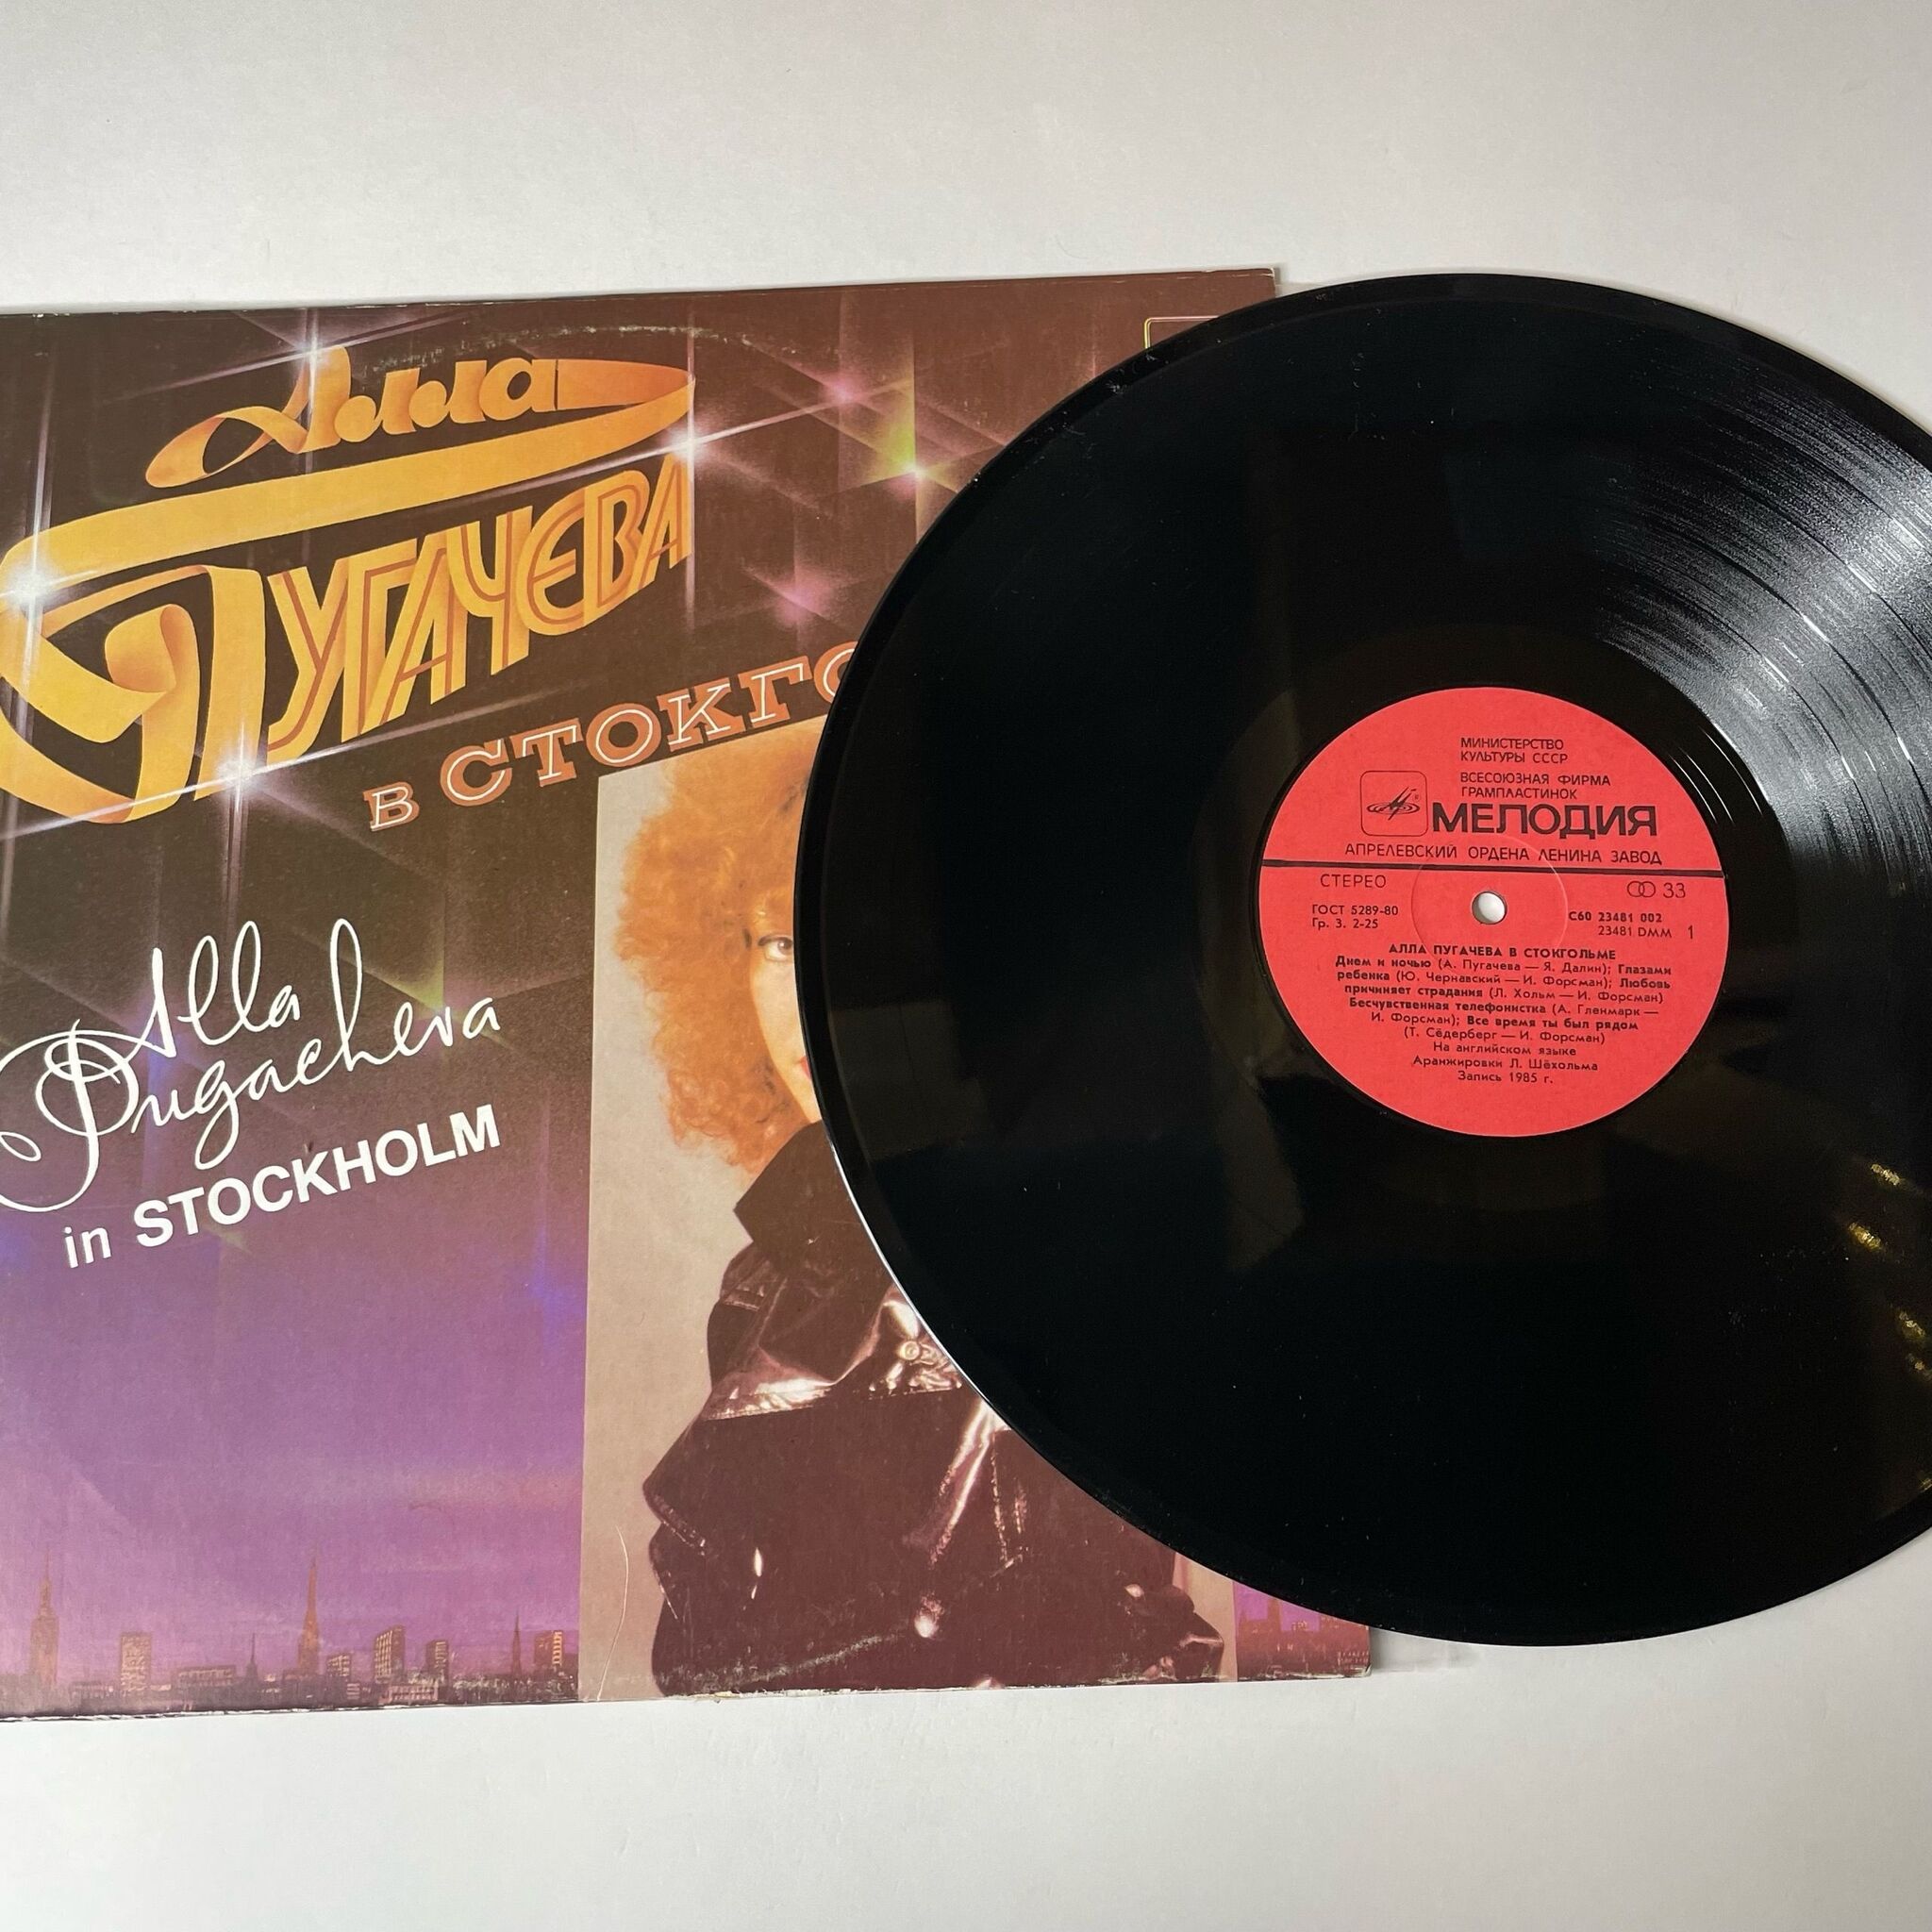 Алла
Пугачева
в СТОКГО
Alla
Pugacheva
in STOCKHOLM
МИНИСТЕРСТВО
КУЛЬТУРЫ СССР
ВСЕСОЮЗНАЯ ФИРМА
ГРАМПЛАСТИНОК
МЕЛОДИЯ
АПРЕЛЕВСКИЙ ОРДЕНА ЛЕНИНА ЗАВОД
СТЕРЕО 33
ГОСТ 5289-80 С60 23481 002
Гр. 3. 2-25 23481 DMM 1
АЛЛА ПУГАЧЕВА В СТОКГОЛЬМЕ
Днем и ночью (А. Пугачева — Я. Далин); Глазами
ребенка (Ю. Чернавский — И. Форсман); Любовь
причиняет страдания (Л. Хольм — И. Форсман)
Бесчувственная телефонистка (А. Гленмарк —
И. Форсман); Все время ты был рядом
(Т. Сёдерберг — И. Форсман)
На английском языке
Аранжировки Л. Шёхольма
Запись 1985 г.